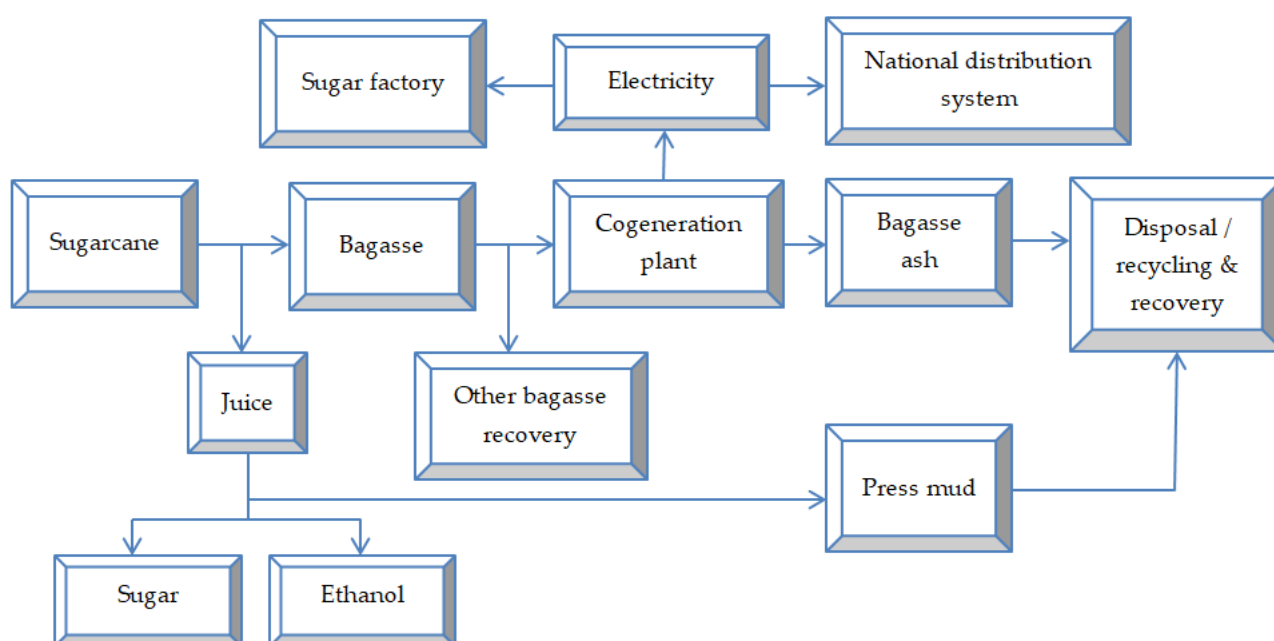 Sugar factory
Electricity
National distribution
system
Sugarcane
Bagasse
Cogeneration
plant
Bagasse
ash
Disposal /
recycling &
recovery
Juice
Other bagasse
recovery
Press mud
Sugar
Ethanol